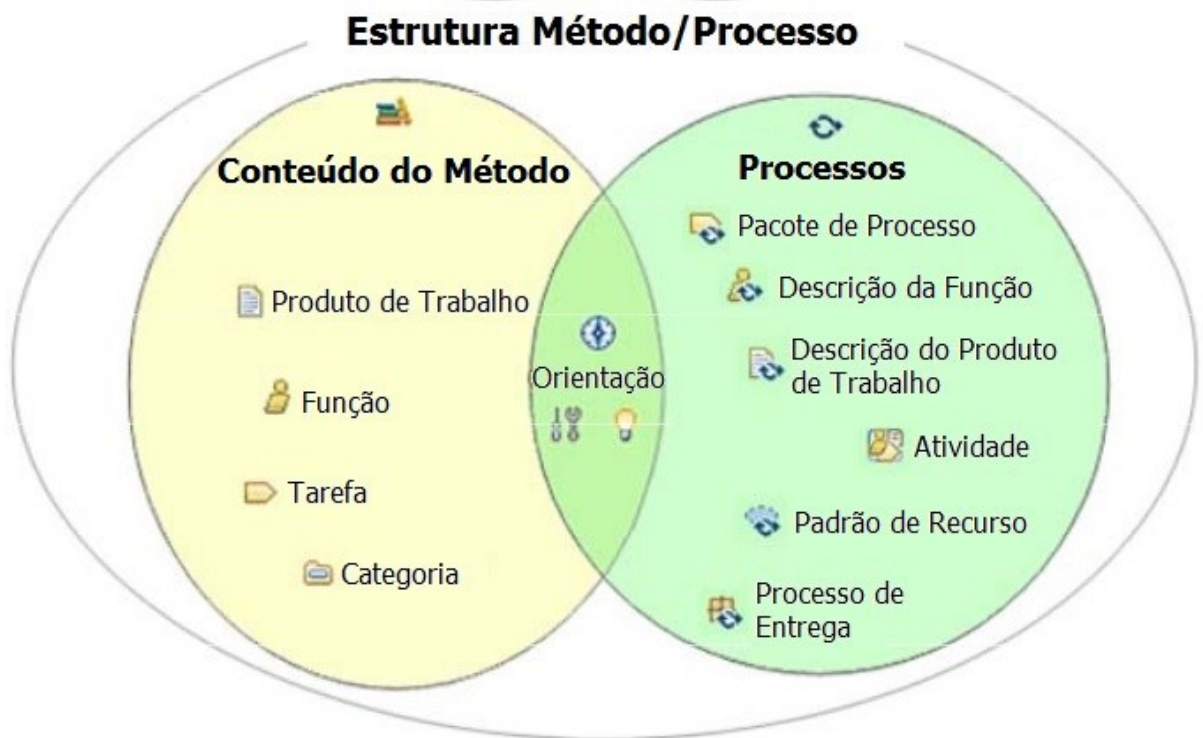 Estrutura Método/Processo
Conteúdo do Método
Produto de Trabalho
Função
Tarefa
Categoria
Orientação
Processos
Pacote de Processo
Descrição da Função
Descrição do Produto
de Trabalho
Atividade
Padrão de Recurso
Processo de
Entrega